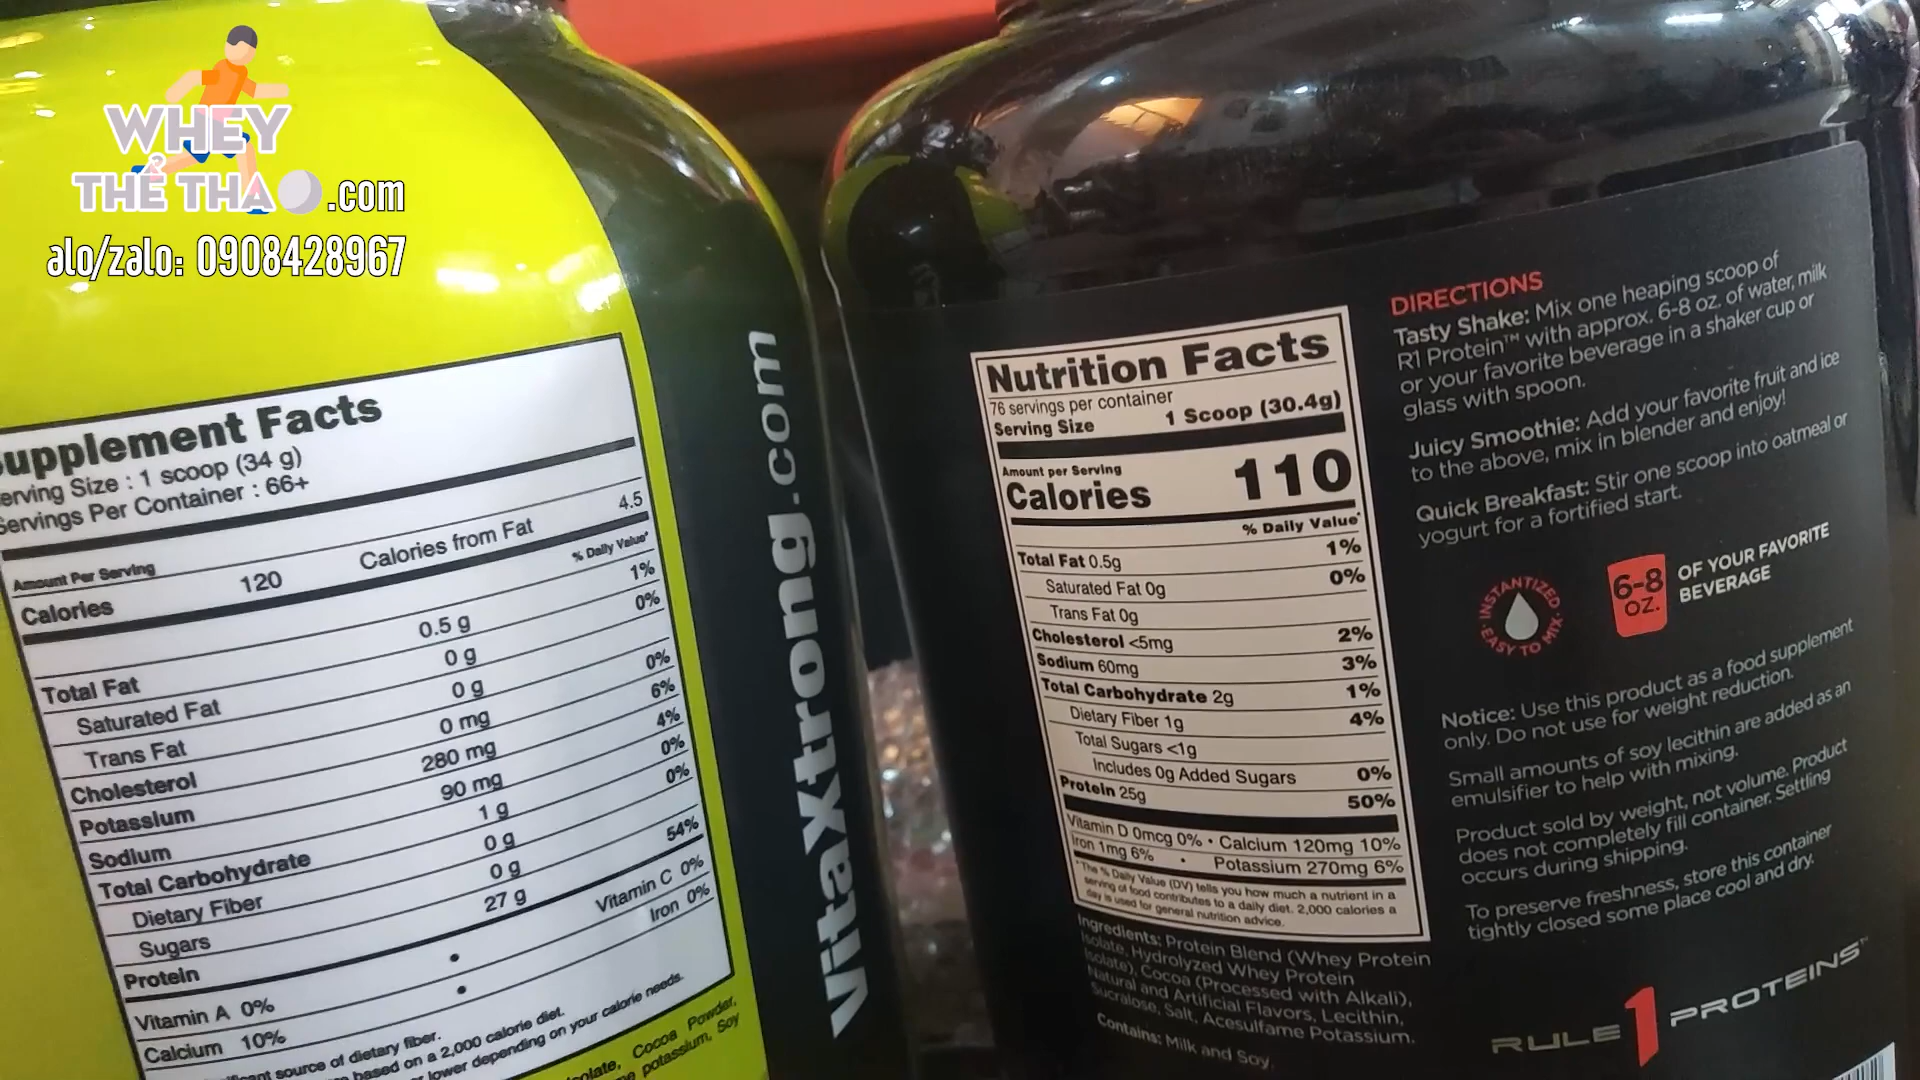 WHEY
&
THE THAO.com
alo/zalo: 0908428967
Supplement Facts
Serving Size : 1 scoop (34 g)
Servings Per Container : 66+
Amount Per Serving
Calories 120 Calories from Fat 4.5
% Daily Value*
Total Fat 0.5 g 1%
Saturated Fat 0 g 0%
Trans Fat 0 g
Cholesterol 0 mg 0%
Potassium 280 mg 6%
Sodium 90 mg 4%
Total Carbohydrate 1 g 0%
Dietary Fiber 0 g 0%
Sugars 0 g
Protein 27 g 54%
Vitamin A 0% • Vitamin C 0%
Calcium 10% • Iron 0%
source of dietary fiber.
based on a 2,000 calorie diet.
lower depending on your calorie needs.
Cocoa Powder,
potassium, Soy
vitaXtrong.com
Nutrition Facts
76 servings per container
Serving Size 1 Scoop (30.4g)
Amount per Serving
Calories 110
% Daily Value*
Total Fat 0.5g 1%
Saturated Fat 0g 0%
Trans Fat 0g
Cholesterol <5mg 2%
Sodium 60mg 3%
Total Carbohydrate 2g 1%
Dietary Fiber 1g 4%
Total Sugars <1g
Includes 0g Added Sugars 0%
Protein 25g 50%
Vitamin D 0mcg 0% • Calcium 120mg 10%
Iron 1mg 6% • Potassium 270mg 6%
*The % Daily Value (DV) tells you how much a nutrient in a
serving of food contributes to a daily diet. 2,000 calories a
day is used for general nutrition advice.
Ingredients: Protein Blend (Whey Protein
Isolate, Hydrolyzed Whey Protein
Isolate), Cocoa (Processed with Alkali),
Natural and Artificial Flavors, Lecithin,
Sucralose, Salt, Acesulfame Potassium.
Contains: Milk and Soy.
DIRECTIONS
Tasty Shake: Mix one heaping scoop of
R1 Protein™ with approx. 6-8 oz. of water, milk
or your favorite beverage in a shaker cup or
glass with spoon.
Juicy Smoothie: Add your favorite fruit and ice
to the above, mix in blender and enjoy!
Quick Breakfast: Stir one scoop into oatmeal or
yogurt for a fortified start.
INSTANTIZED
EASY TO MIX
6-8
OZ.
OF YOUR FAVORITE
BEVERAGE
Notice: Use this product as a food supplement
only. Do not use for weight reduction.
Small amounts of soy lecithin are added as an
emulsifier to help with mixing.
Product sold by weight, not volume. Product
does not completely fill container. Settling
occurs during shipping.
To preserve freshness, store this container
tightly closed some place cool and dry.
RULE 1 PROTEINS™